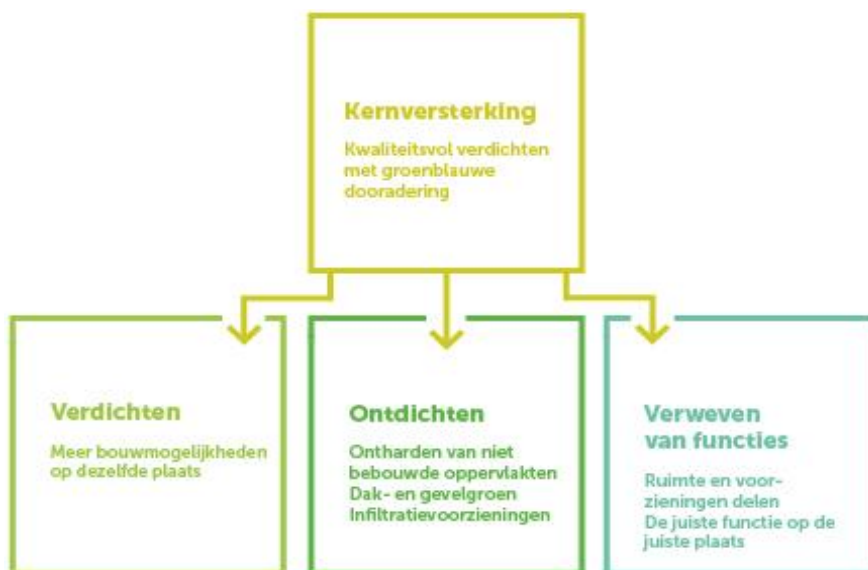 Kernversterking
Kwaliteitsvol verdichten
met groenblauwe
dooradering
Verdichten
Meer bouwmogelijkheden
op dezelfde plaats
Ontdichten
Ontharden van niet
bebouwde oppervlakten
Dak- en gevelgroen
Infiltratievoorzieningen
Verweven
van functies
Ruimte en voor-
zieningen delen
De juiste functie op de
juiste plaats